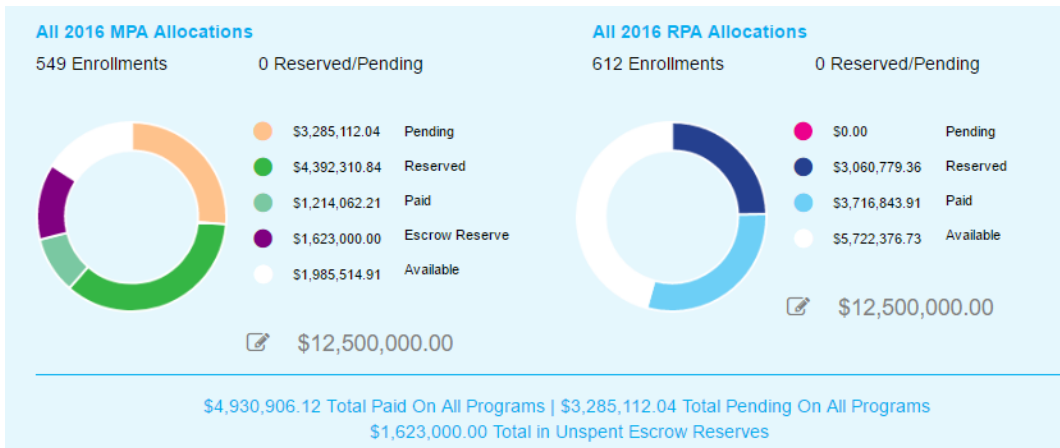 All 2016 MPA Allocations
549 Enrollments 0 Reserved/Pending
$3,285,112.04 Pending
$4,392,310.84 Reserved
$1,214,062.21 Paid
$1,623,000.00 Escrow Reserve
$1,985,514.91 Available
$12,500,000.00
All 2016 RPA Allocations
612 Enrollments 0 Reserved/Pending
$0.00 Pending
$3,060,779.36 Reserved
$3,716,843.91 Paid
$5,722,376.73 Available
$12,500,000.00
$4,930,906.12 Total Paid On All Programs | $3,285,112.04 Total Pending On All Programs
$1,623,000.00 Total in Unspent Escrow Reserves